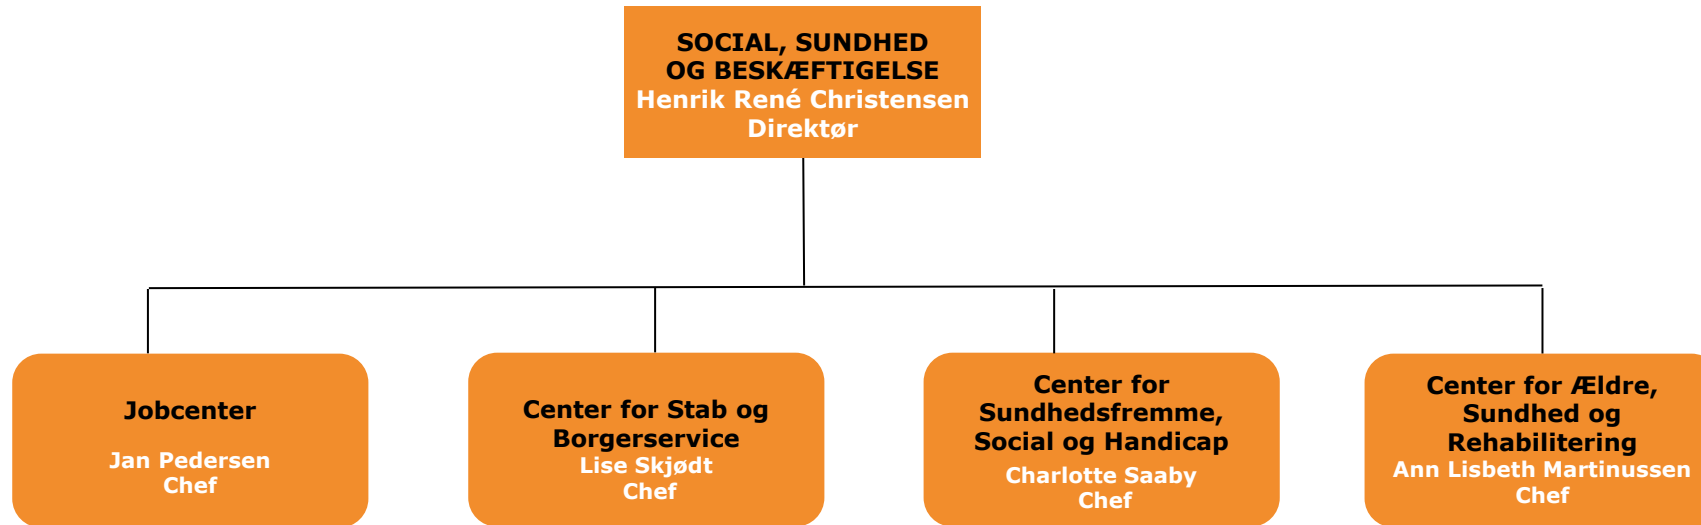 SOCIAL, SUNDHED
OG BESKÆFTIGELSE
Henrik René Christensen
Direktør
Jobcenter
Jan Pedersen
Chef
Center for Stab og
Borgerservice
Lise Skjødt
Chef
Center for
Sundhedsfremme,
Social og Handicap
Charlotte Saaby
Chef
Center for Ældre,
Sundhed og
Rehabilitering
Ann Lisbeth Martinussen
Chef